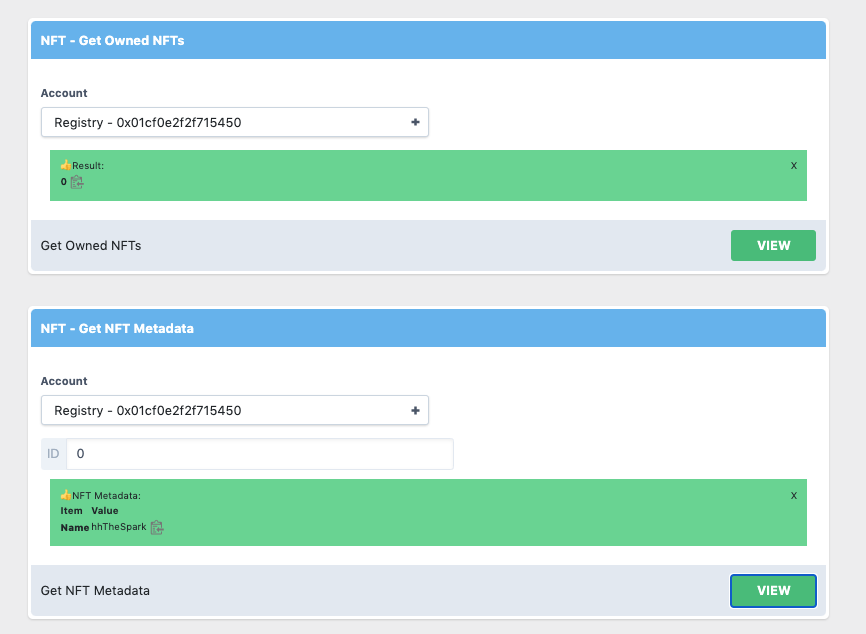 NFT - Get Owned NFTs
Account
Registry - 0x01cf0e2f2f715450 +
👍Result: X
0
Get Owned NFTs VIEW
NFT - Get NFT Metadata
Account
Registry - 0x01cf0e2f2f715450 +
ID 0
👍NFT Metadata: X
Item Value
Name hhTheSpark
Get NFT Metadata VIEW